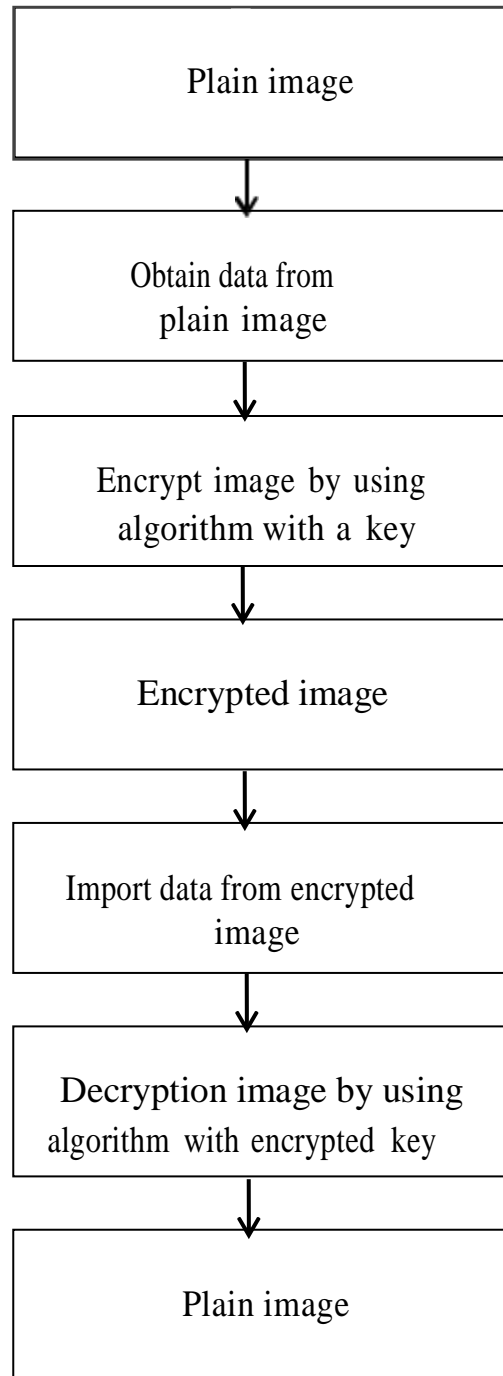 Plain image
Obtain data from
plain image
Encrypt image by using
algorithm with a key
Encrypted image
Import data from encrypted
image
Decryption image by using
algorithm with encrypted key
Plain image